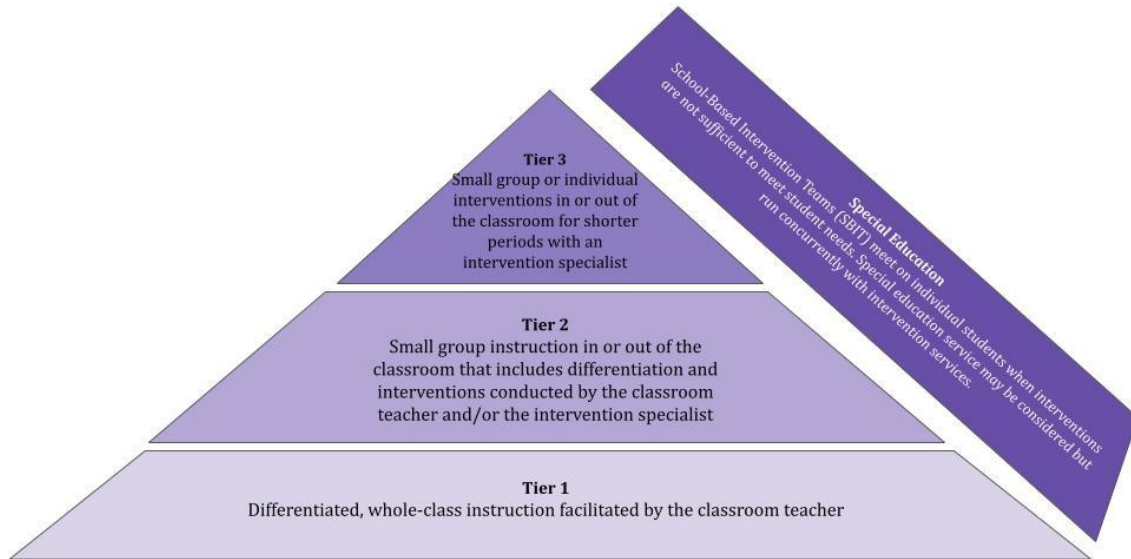 Tier 3
Small group or individual
interventions in or out of
the classroom for shorter
periods with an
intervention specialist
Tier 2
Small group instruction in or out of the
classroom that includes differentiation and
interventions conducted by the classroom
teacher and/or the intervention specialist
Tier 1
Differentiated, whole-class instruction facilitated by the classroom teacher
Special Education
School-Based Intervention Teams (SBIT) meet on individual students when interventions
are not sufficient to meet student needs. Special education service may be considered but
run concurrently with intervention services.